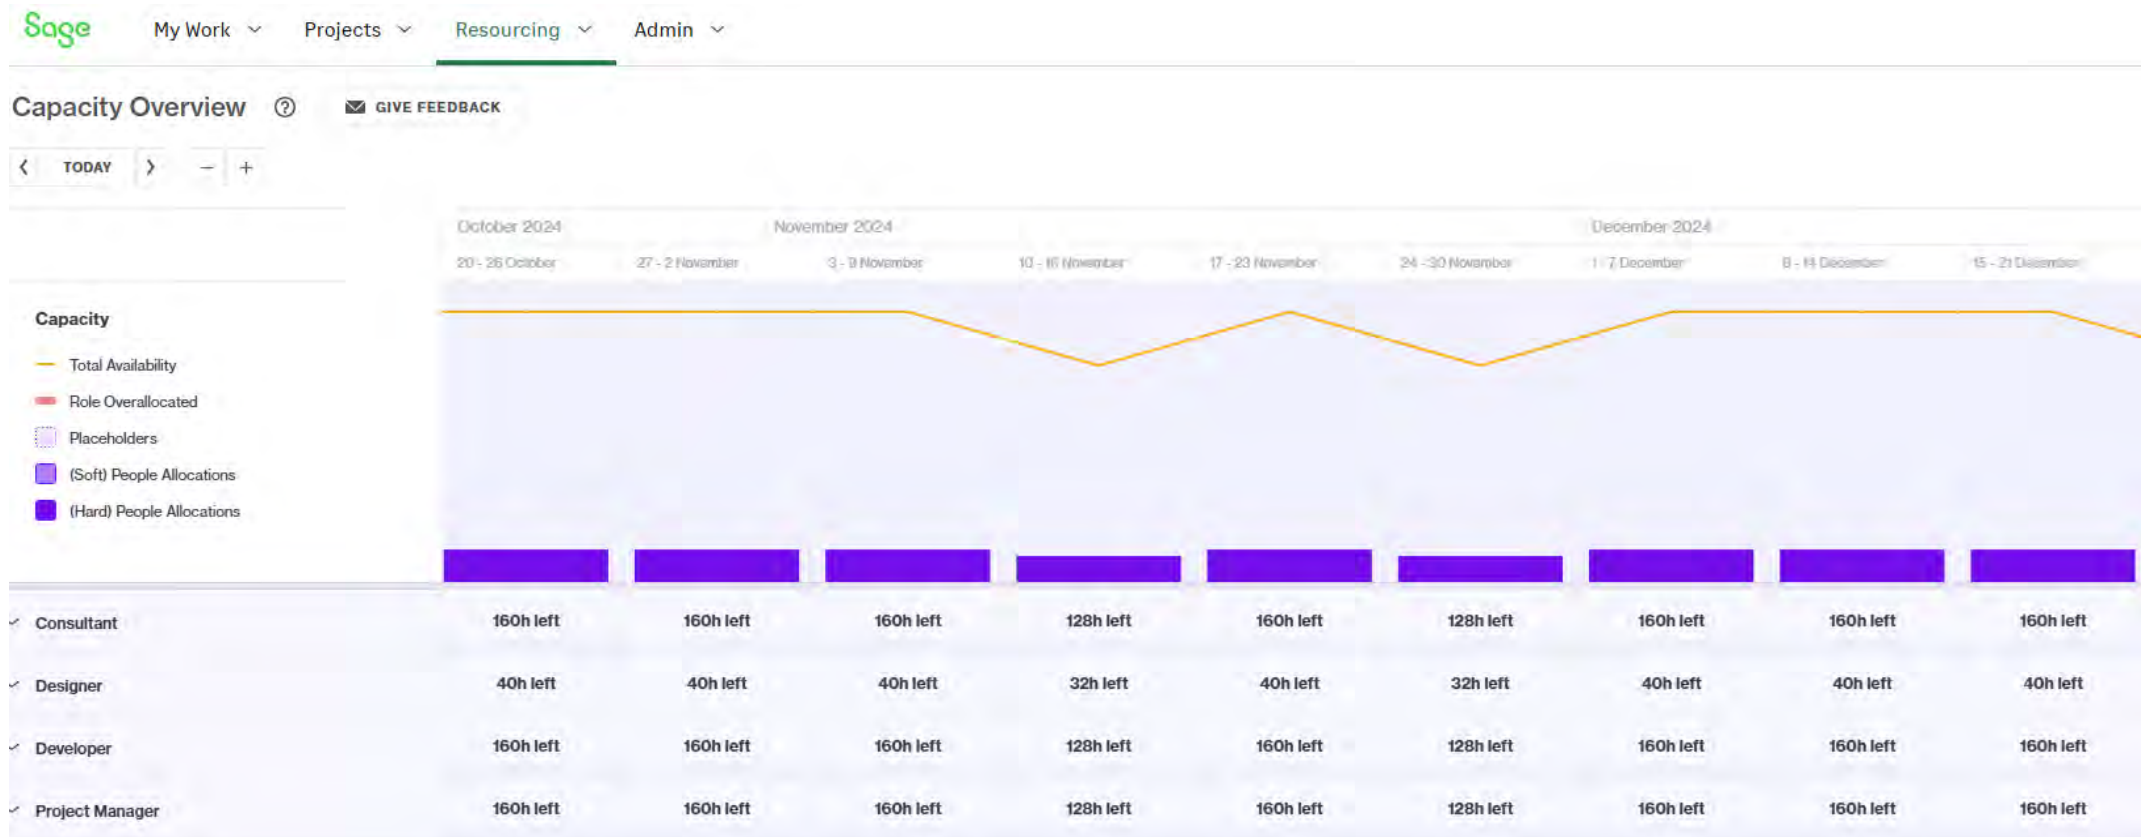 Sage My Work Projects Resourcing Admin
Capacity Overview ? GIVE FEEDBACK
TODAY
October 2024 November 2024 December 2024
20 - 26 October 27 - 2 November 3 - 9 November 10 - 16 November 17 - 23 November 24 - 30 November 1 - 7 December 8 - 14 December 15 - 21 December
Capacity
Total Availability
Role Overallocated
Placeholders
(Soft) People Allocations
(Hard) People Allocations
Consultant 160h left 160h left 160h left 128h left 160h left 128h left 160h left 160h left 160h left
Designer 40h left 40h left 40h left 32h left 40h left 32h left 40h left 40h left 40h left
Developer 160h left 160h left 160h left 128h left 160h left 128h left 160h left 160h left 160h left
Project Manager 160h left 160h left 160h left 128h left 160h left 128h left 160h left 160h left 160h left